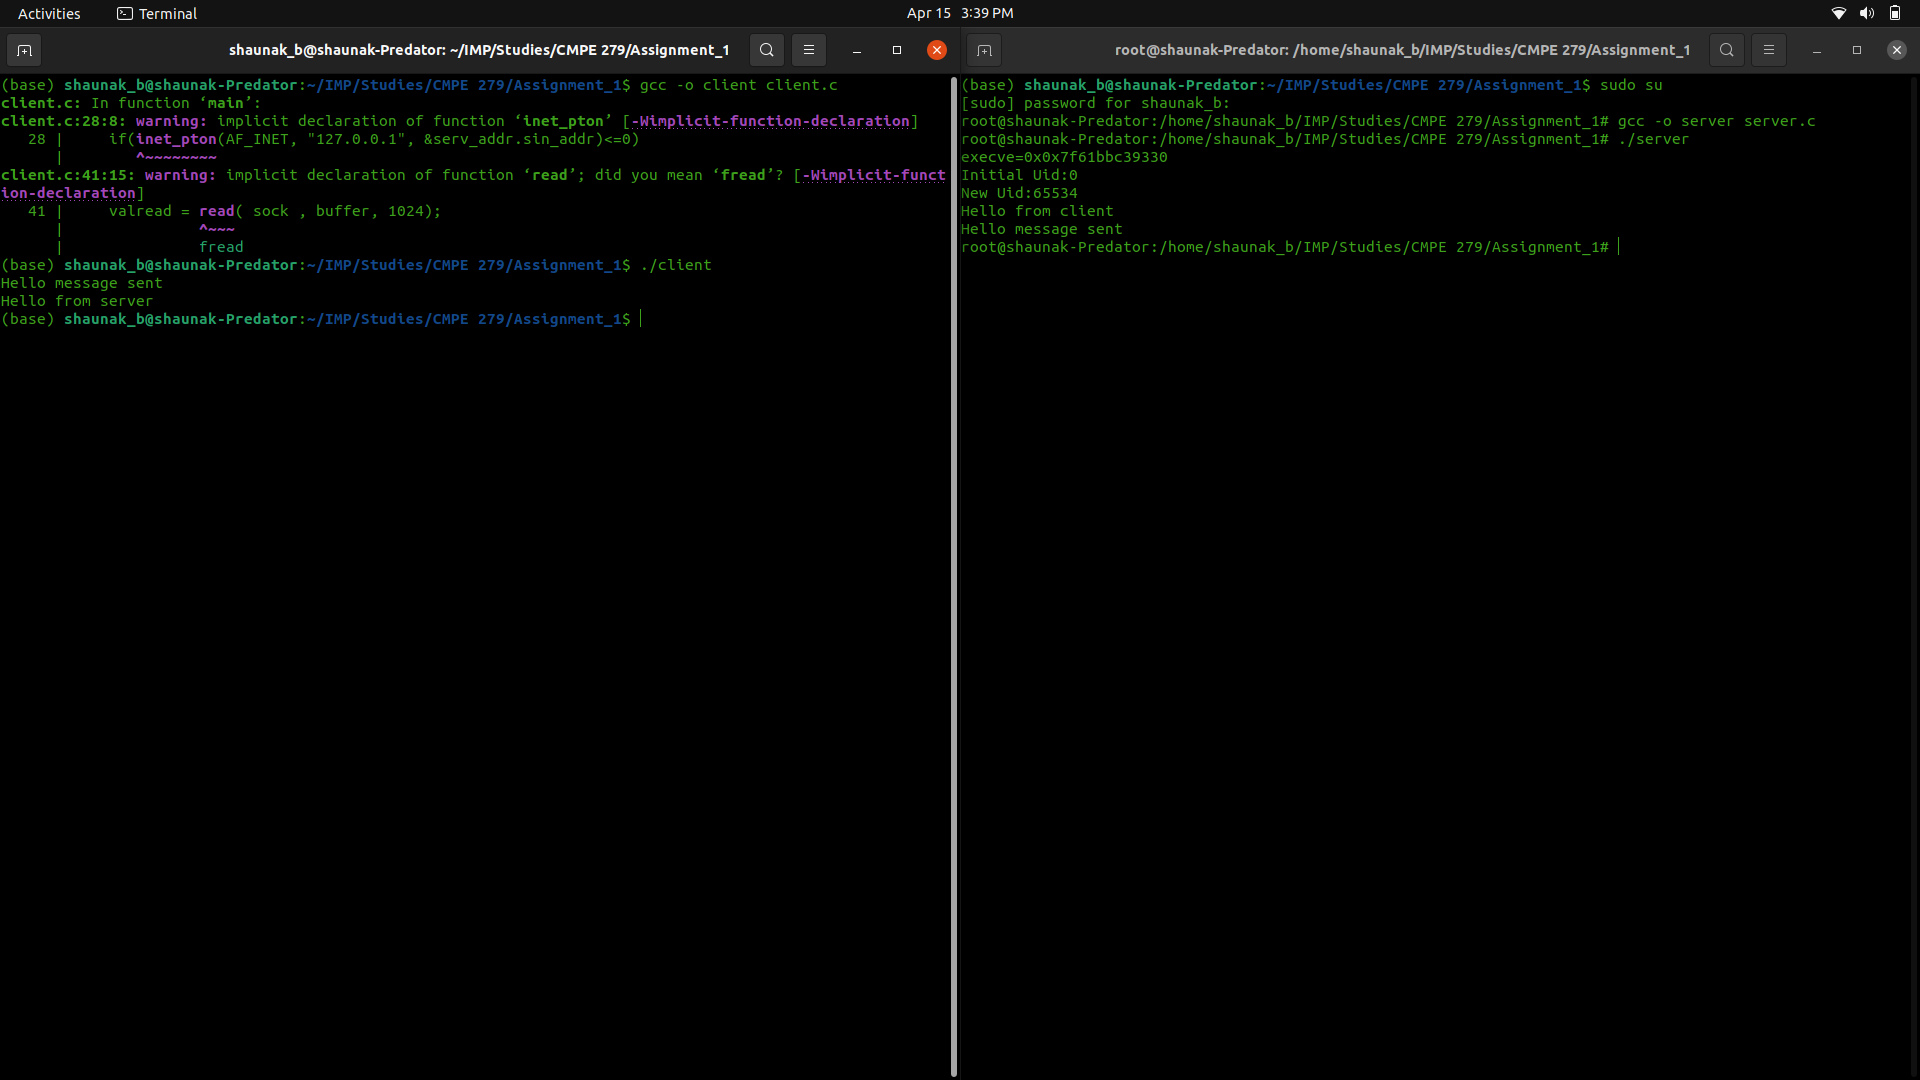 Activities Terminal Apr 15 3:39 PM
shaunak_b@shaunak-Predator: ~/IMP/Studies/CMPE 279/Assignment_1
(base) shaunak_b@shaunak-Predator:~/IMP/Studies/CMPE 279/Assignment_1$ gcc -o client client.c
client.c: In function ‘main’:
client.c:28:8: warning: implicit declaration of function ‘inet_pton’ [-Wimplicit-function-declaration]
28 | if(inet_pton(AF_INET, "127.0.0.1", &serv_addr.sin_addr)<=0)
| ^~~~~~~~~
client.c:41:15: warning: implicit declaration of function ‘read’; did you mean ‘fread’? [-Wimplicit-funct
ion-declaration]
41 | valread = read( sock , buffer, 1024);
| ^~~~
| fread
(base) shaunak_b@shaunak-Predator:~/IMP/Studies/CMPE 279/Assignment_1$ ./client
Hello message sent
Hello from server
(base) shaunak_b@shaunak-Predator:~/IMP/Studies/CMPE 279/Assignment_1$
root@shaunak-Predator: /home/shaunak_b/IMP/Studies/CMPE 279/Assignment_1
(base) shaunak_b@shaunak-Predator:~/IMP/Studies/CMPE 279/Assignment_1$ sudo su
[sudo] password for shaunak_b:
root@shaunak-Predator:/home/shaunak_b/IMP/Studies/CMPE 279/Assignment_1# gcc -o server server.c
root@shaunak-Predator:/home/shaunak_b/IMP/Studies/CMPE 279/Assignment_1# ./server
execve=0x0x7f61bbc39330
Initial Uid:0
New Uid:65534
Hello from client
Hello message sent
root@shaunak-Predator:/home/shaunak_b/IMP/Studies/CMPE 279/Assignment_1#